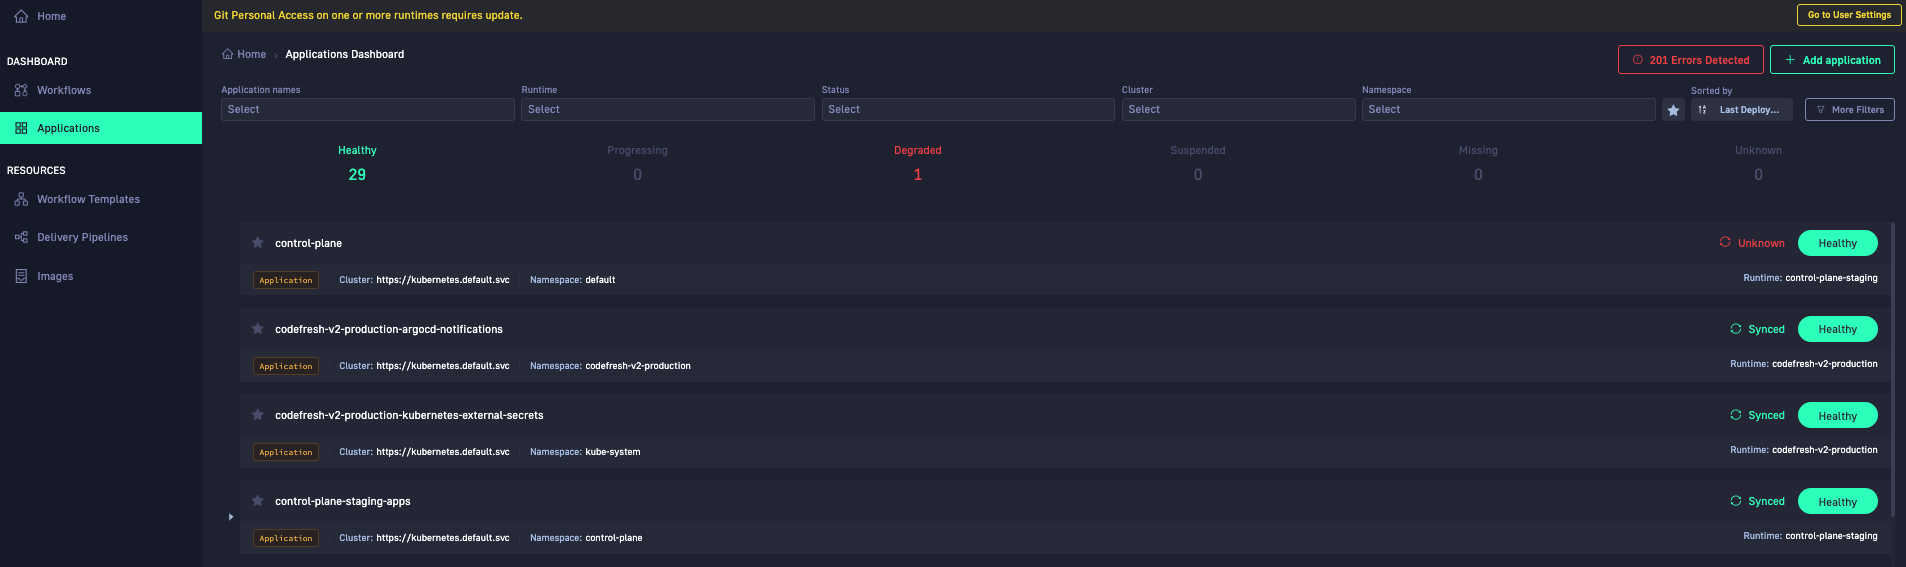 Home
DASHBOARD
Workflows
Applications
RESOURCES
Workflow Templates
Delivery Pipelines
Images
Git Personal Access on one or more runtimes requires update.
Go to User Settings
Home › Applications Dashboard
201 Errors Detected
+ Add application
Application names
Select
Runtime
Select
Status
Select
Cluster
Select
Namespace
Select
Sorted by
Last Deploy...
More Filters
Healthy
29
Progressing
0
Degraded
1
Suspended
0
Missing
0
Unknown
0
control-plane
Unknown
Healthy
Application
Cluster: https://kubernetes.default.svc
Namespace: default
Runtime: control-plane-staging
codefresh-v2-production-argocd-notifications
Synced
Healthy
Application
Cluster: https://kubernetes.default.svc
Namespace: codefresh-v2-production
Runtime: codefresh-v2-production
codefresh-v2-production-kubernetes-external-secrets
Synced
Healthy
Application
Cluster: https://kubernetes.default.svc
Namespace: kube-system
Runtime: codefresh-v2-production
control-plane-staging-apps
Synced
Healthy
Application
Cluster: https://kubernetes.default.svc
Namespace: control-plane
Runtime: control-plane-staging